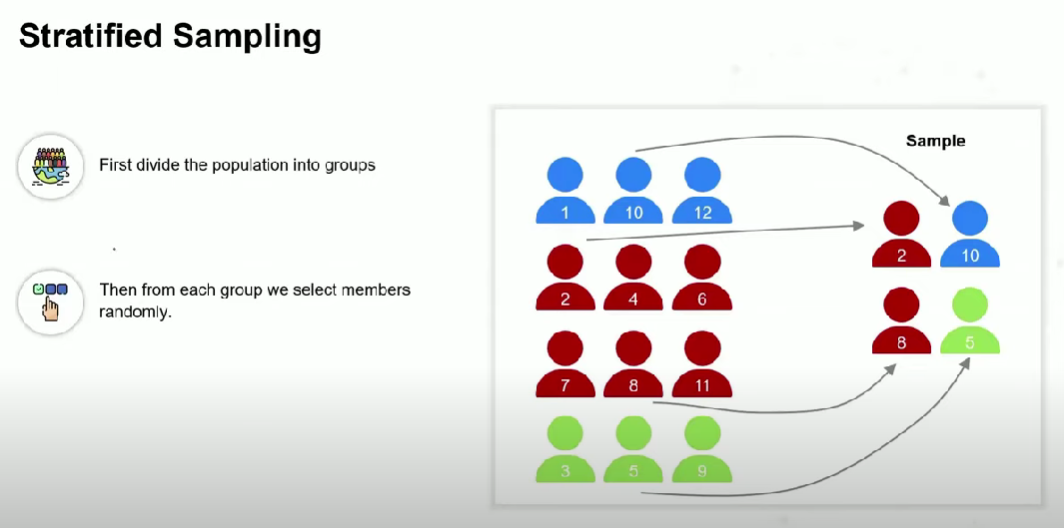 Stratified Sampling
First divide the population into groups
Then from each group we select members
randomly.
Sample
1 10 12
2 4 6
7 8 11
3 5 9
2 10
8 5